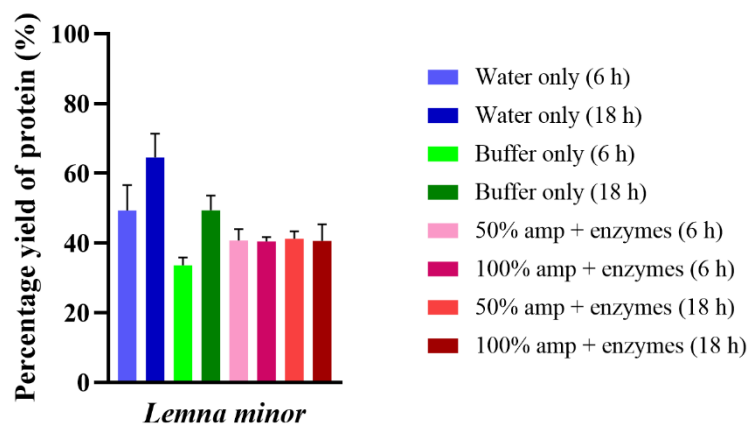 Percentage yield of protein (%)
100
80
60
40
20
0
Lemna minor
Water only (6 h)
Water only (18 h)
Buffer only (6 h)
Buffer only (18 h)
50% amp + enzymes (6 h)
100% amp + enzymes (6 h)
50% amp + enzymes (18 h)
100% amp + enzymes (18 h)